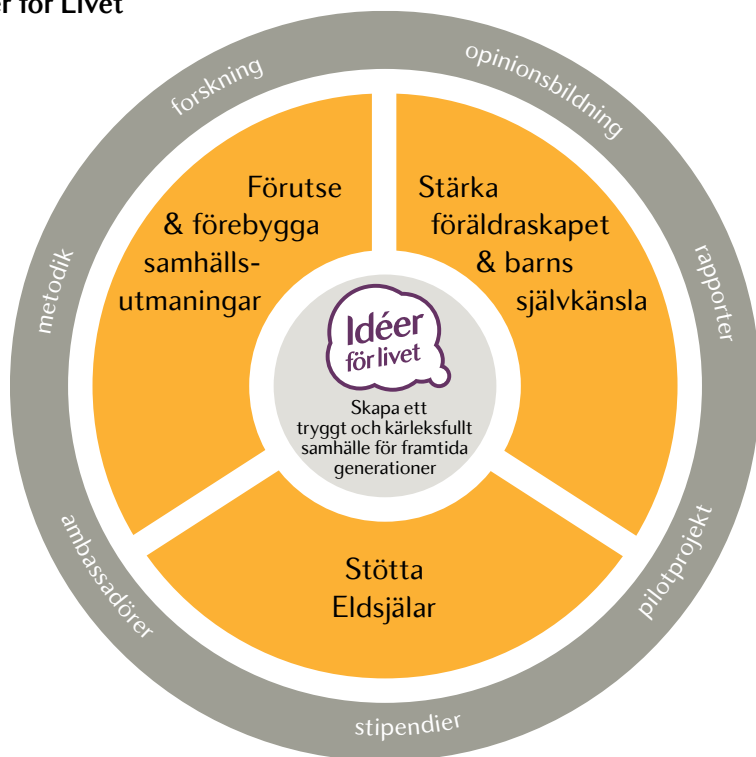 er för Livet
forskning
opinionsbildning
metodik
rapporter
ambassadörer
pilotprojekt
stipendier
Förutse
& förebygga
samhälls-
utmaningar
Stärka
föräldraskapet
& barns
självkänsla
Idéer
för livet
Skapa ett
tryggt och kärleksfullt
samhälle för framtida
generationer
Stötta
Eldsjälar